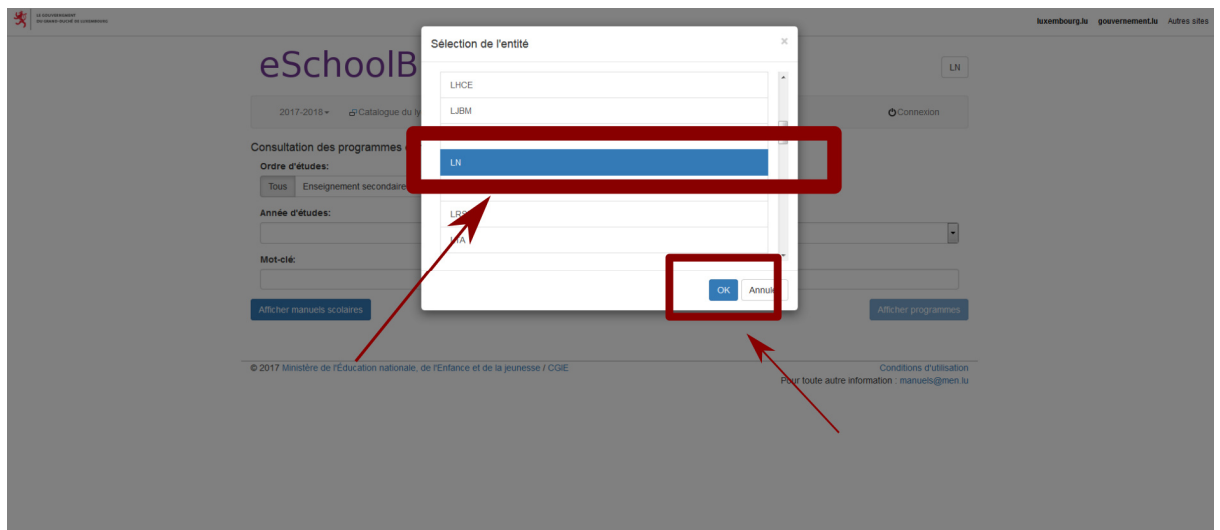 LE GOUVERNEMENT
DU GRAND-DUCHÉ DE LUXEMBOURG
luxembourg.lu gouvernement.lu Autres sites
Sélection de l'entité ×
eSchoolB
LN
LHCE
LJBM
2017-2018 Catalogue du ly
Connexion
Consultation des programmes
LN
Ordre d'études:
Tous Enseignement secondaire
Année d'études:
LTA
Mot-clé:
OK Annuler
Afficher manuels scolaires
Afficher programmes
© 2017 Ministère de l'Éducation nationale, de l'Enfance et de la jeunesse / CGIE
Conditions d'utilisation
Pour toute autre information : manuels@men.lu